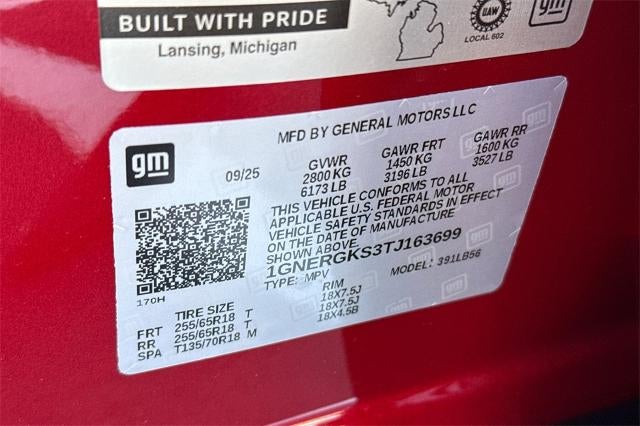 BUILT WITH PRIDE
Lansing, Michigan
UAW
LOCAL 602
gm
MFD BY GENERAL MOTORS LLC
gm
09/25
GVWR GAWR FRT GAWR RR
2800 KG 1450 KG 1600 KG
6173 LB 3196 LB 3527 LB
THIS VEHICLE CONFORMS TO ALL
APPLICABLE U.S. FEDERAL MOTOR
VEHICLE SAFETY STANDARDS IN EFFECT
ON THE DATE OF MANUFACTURE
SHOWN ABOVE.
1GNERGKS3TJ163699
TYPE: MPV MODEL: 391LB56
170H
TIRE SIZE RIM
FRT 255/65R18 T 18X7.5J
RR 255/65R18 T 18X7.5J
SPA T135/70R18 M 18X4.5B